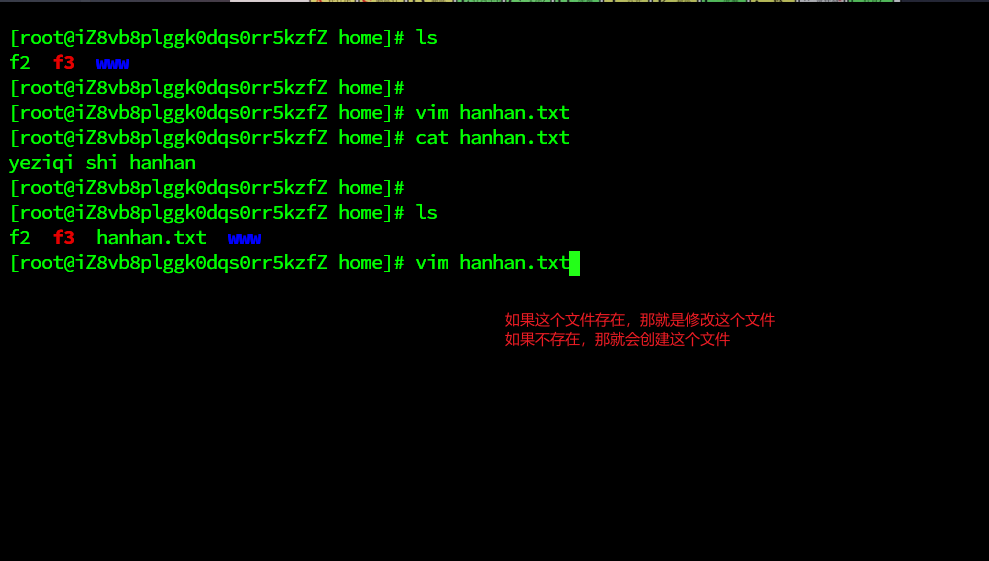 [root@iZ8vb8plggk0dqs0rr5kzfZ home]# ls
f2  f3  www
[root@iZ8vb8plggk0dqs0rr5kzfZ home]#
[root@iZ8vb8plggk0dqs0rr5kzfZ home]# vim hanhan.txt
[root@iZ8vb8plggk0dqs0rr5kzfZ home]# cat hanhan.txt
yeziqi shi hanhan
[root@iZ8vb8plggk0dqs0rr5kzfZ home]#
[root@iZ8vb8plggk0dqs0rr5kzfZ home]# ls
f2  f3  hanhan.txt  www
[root@iZ8vb8plggk0dqs0rr5kzfZ home]# vim hanhan.txt
如果这个文件存在，那就是修改这个文件
如果不存在，那就会创建这个文件